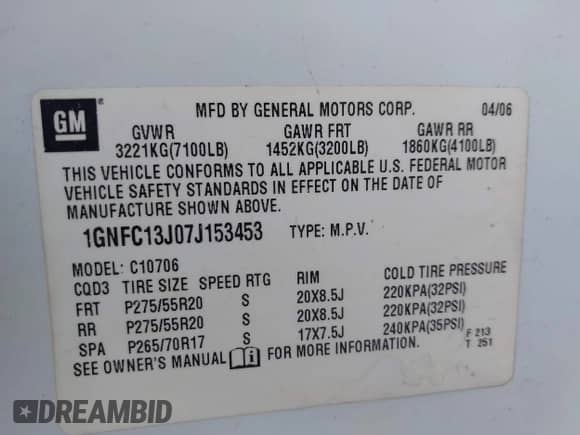 GM
MFD BY GENERAL MOTORS CORP. 04/06
GVWR GAWR FRT GAWR RR
3221KG(7100LB) 1452KG(3200LB) 1860KG(4100LB)
THIS VEHICLE CONFORMS TO ALL APPLICABLE U.S. FEDERAL MOTOR
VEHICLE SAFETY STANDARDS IN EFFECT ON THE DATE OF
MANUFACTURE SHOWN ABOVE.
1GNFC13J07J153453 TYPE: M.P.V.
MODEL: C10706
CQD3 TIRE SIZE SPEED RTG RIM COLD TIRE PRESSURE
FRT P275/55R20 S 20X8.5J 220KPA(32PSI)
RR P275/55R20 S 20X8.5J 220KPA(32PSI)
SPA P265/70R17 S 17X7.5J 240KPA(35PSI) F 213
SEE OWNER'S MANUAL FOR MORE INFORMATION. T 251
DREAMBID